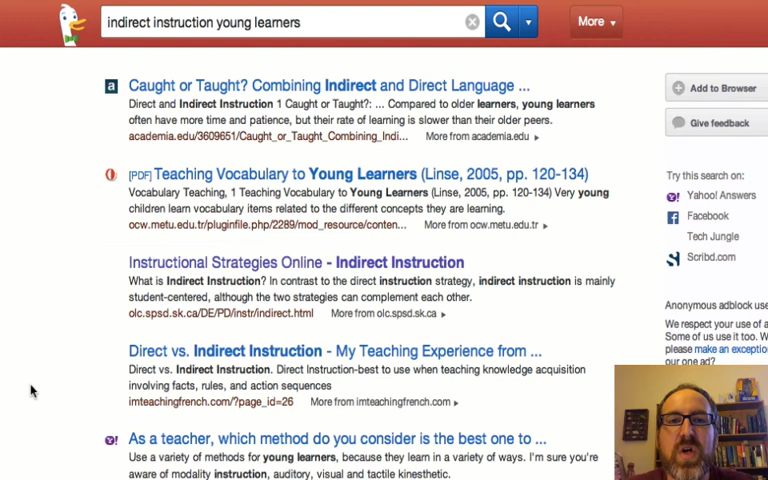 indirect instruction young learners
More
Caught or Taught? Combining Indirect and Direct Language ...
Direct and Indirect Instruction 1 Caught or Taught?: ... Compared to older learners, young learners
often have more time and patience, but their rate of learning is slower than their older peers.
academia.edu/3609651/Caught_or_Taught_Combining_Indi... More from academia.edu
[PDF] Teaching Vocabulary to Young Learners (Linse, 2005, pp. 120-134)
Vocabulary Teaching, 1 Teaching Vocabulary to Young Learners (Linse, 2005, pp. 120-134) Very young
children learn vocabulary items related to the different concepts they are learning.
ocw.metu.edu.tr/pluginfile.php/2289/mod_resource/conten... More from ocw.metu.edu.tr
Instructional Strategies Online - Indirect Instruction
What is Indirect Instruction? In contrast to the direct instruction strategy, indirect instruction is mainly
student-centered, although the two strategies can complement each other.
olc.spsd.sk.ca/DE/PD/instr/indirect.html More from olc.spsd.sk.ca
Direct vs. Indirect Instruction - My Teaching Experience from ...
Direct vs. Indirect Instruction. Direct Instruction-best to use when teaching knowledge acquisition
involving facts, rules, and action sequences
imteachingfrench.com/?page_id=26 More from imteachingfrench.com
As a teacher, which method do you consider is the best one to ...
Use a variety of methods for young learners, because they learn in a variety of ways. I'm sure you're
aware of modality instruction, auditory, visual and tactile kinesthetic.
Add to Browser
Give feedback
Try this search on:
Yahoo! Answers
Facebook
Tech Jungle
Scribd.com
Anonymous adblock use
We respect your use of a
Some of us use it too. W
please make an exceptio
our one ad?